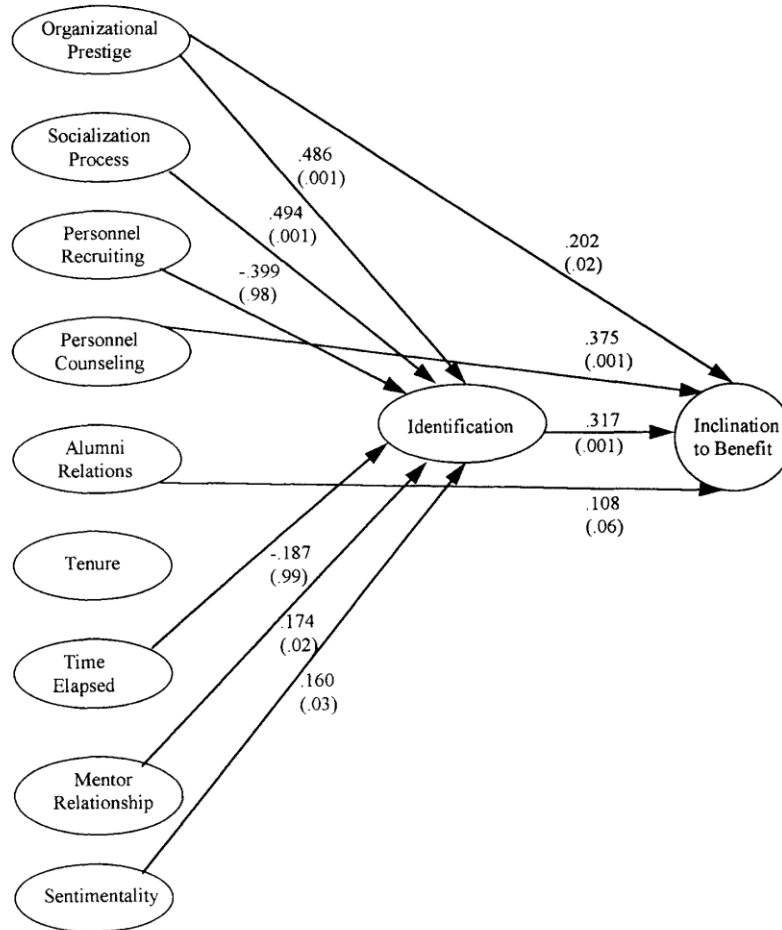 Organizational
Prestige
Socialization
Process
.486
(.001)
.494
(.001)
Personnel
Recruiting
-.399
(.98)
.202
(.02)
Personnel
Counseling
.375
(.001)
Identification
.317
(.001)
Inclination
to Benefit
Alumni
Relations
.108
(.06)
Tenure
-.187
(.99)
.174
(.02)
Time
Elapsed
.160
(.03)
Mentor
Relationship
Sentimentality